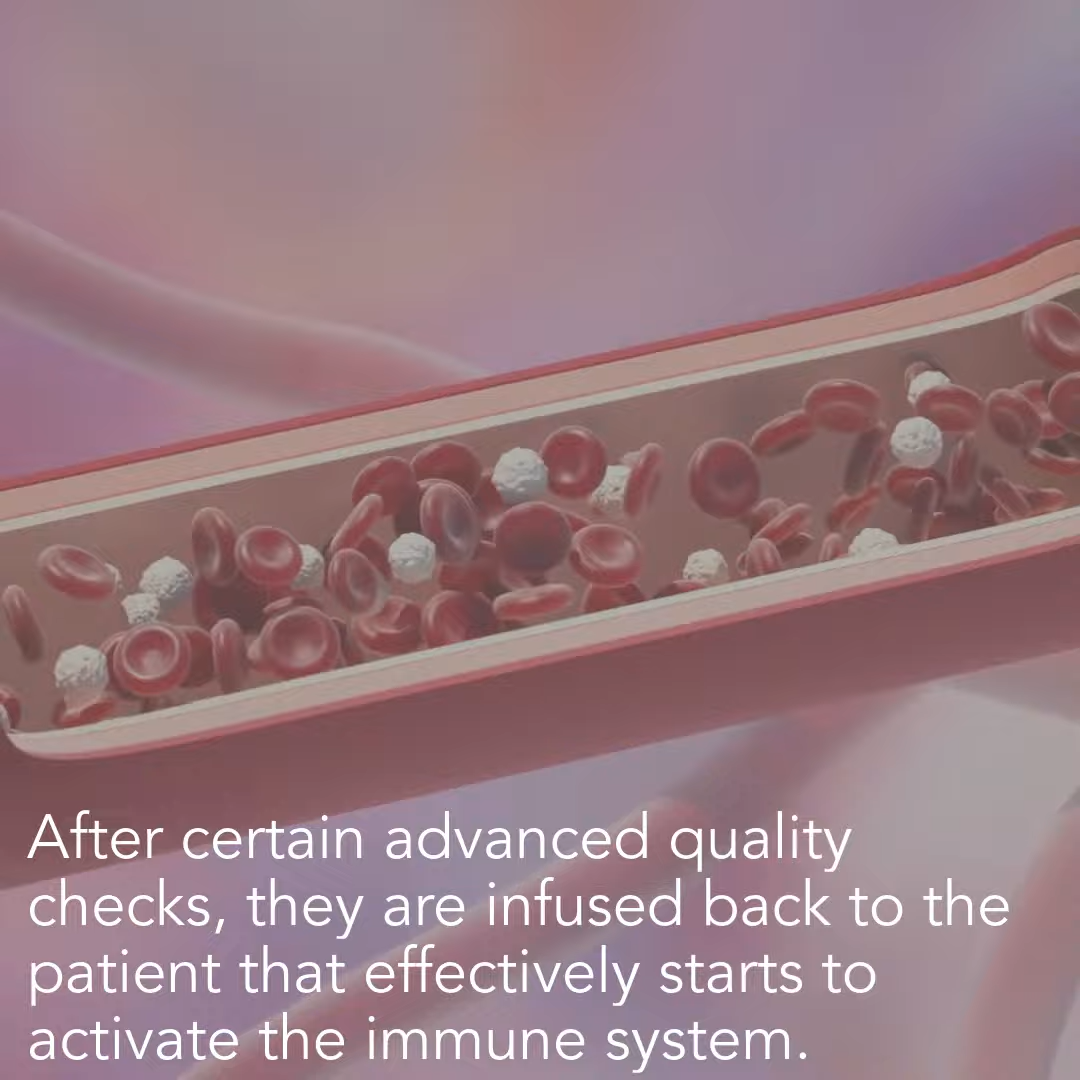 After certain advanced quality
checks, they are infused back to the
patient that effectively starts to
activate the immune system.